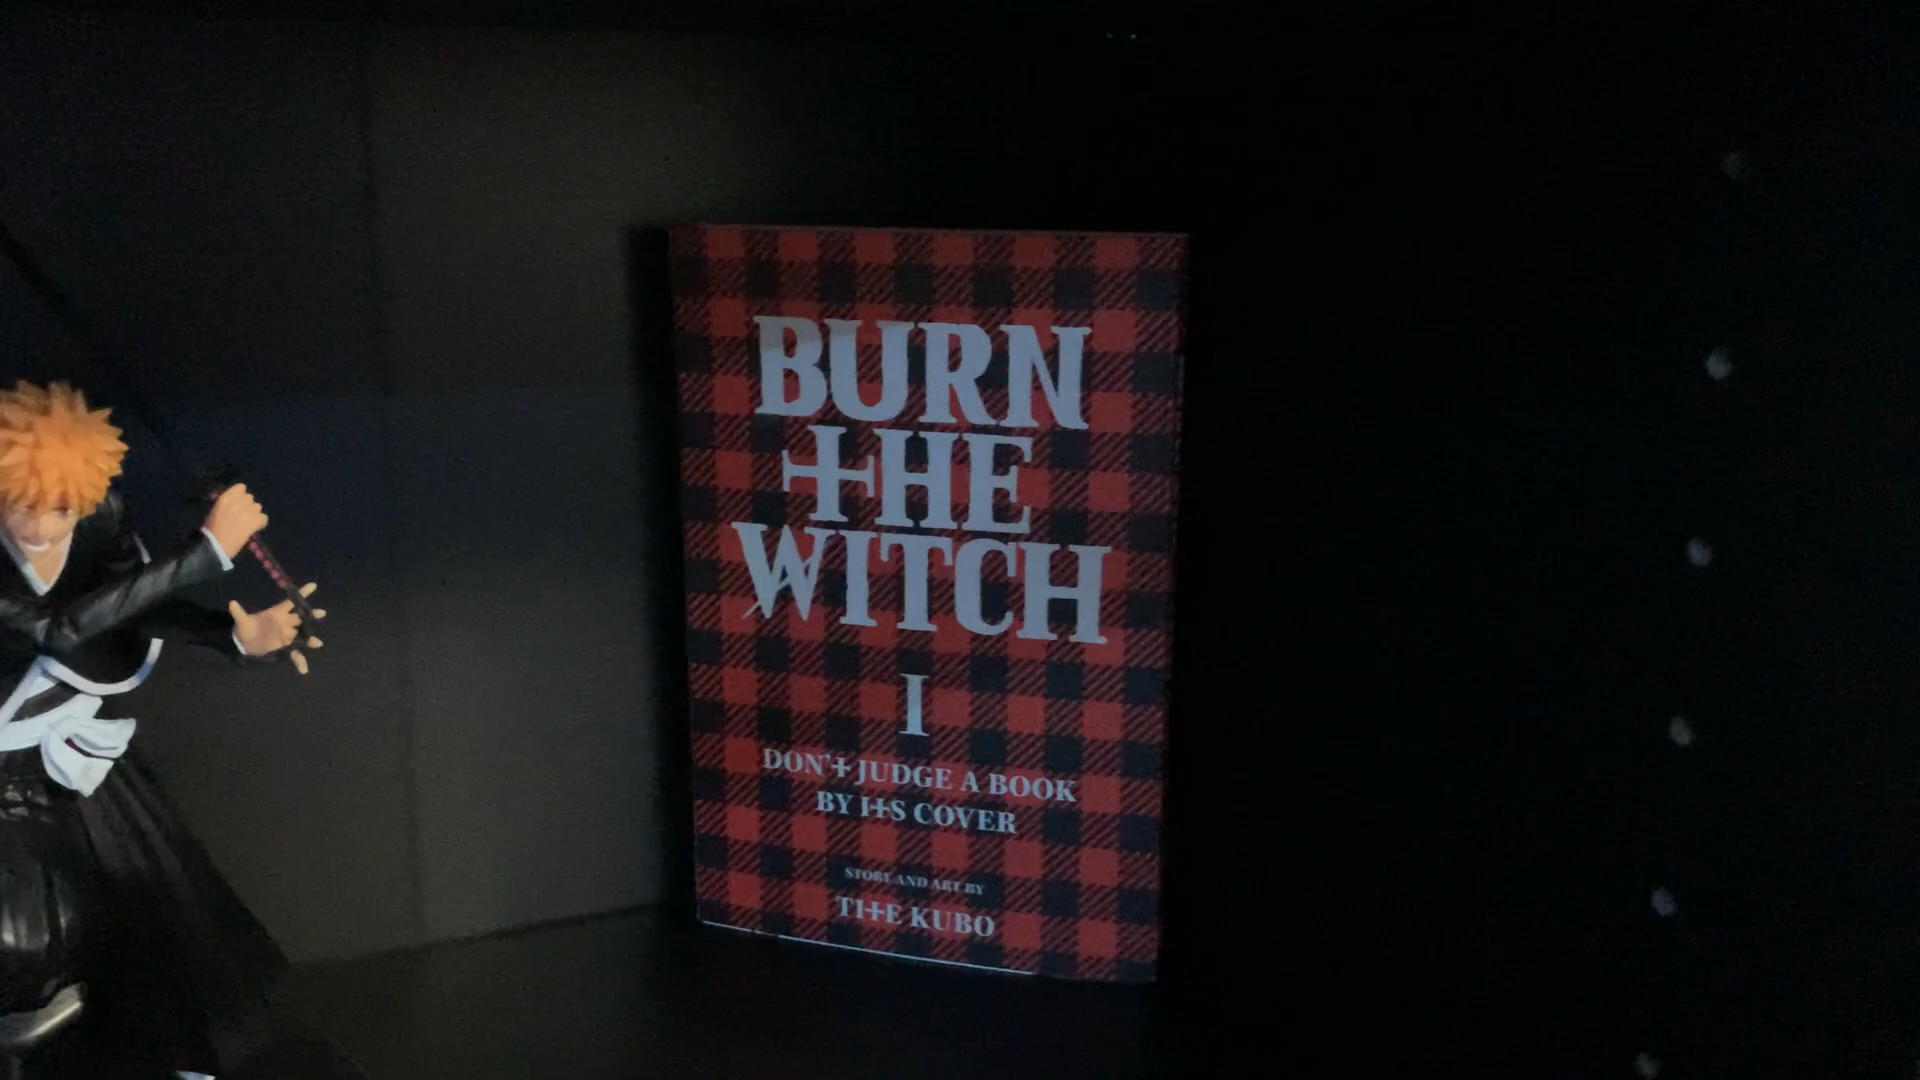 BURN
THE
WITCH
I
DON'T JUDGE A BOOK
BY ITS COVER
STORY AND ART BY
TITE KUBO